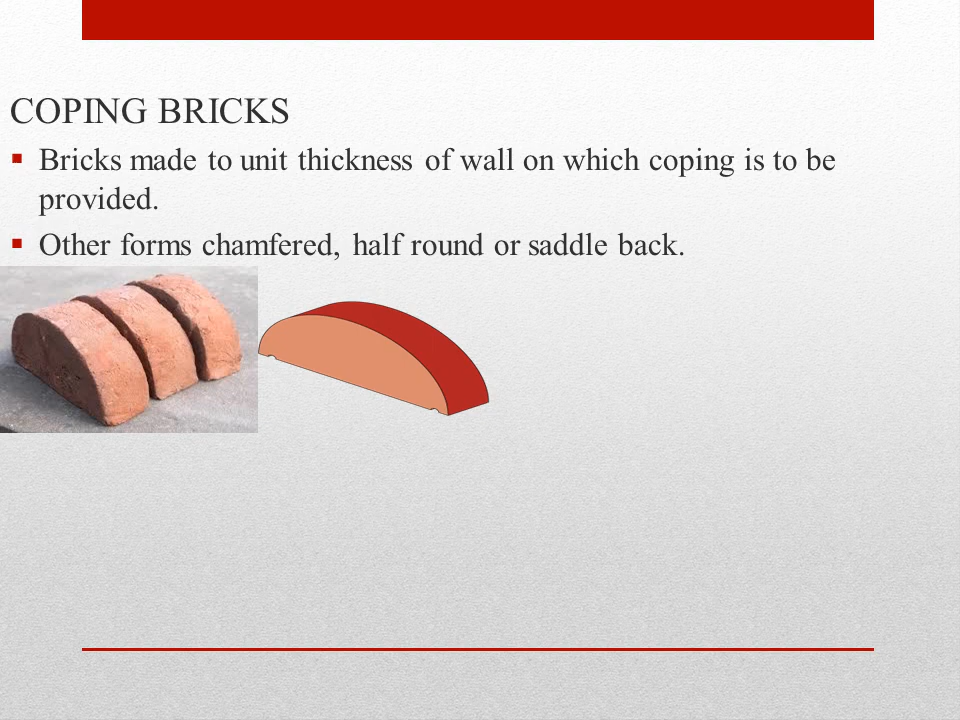 COPING BRICKS
▪ Bricks made to unit thickness of wall on which coping is to be
provided.
▪ Other forms chamfered, half round or saddle back.